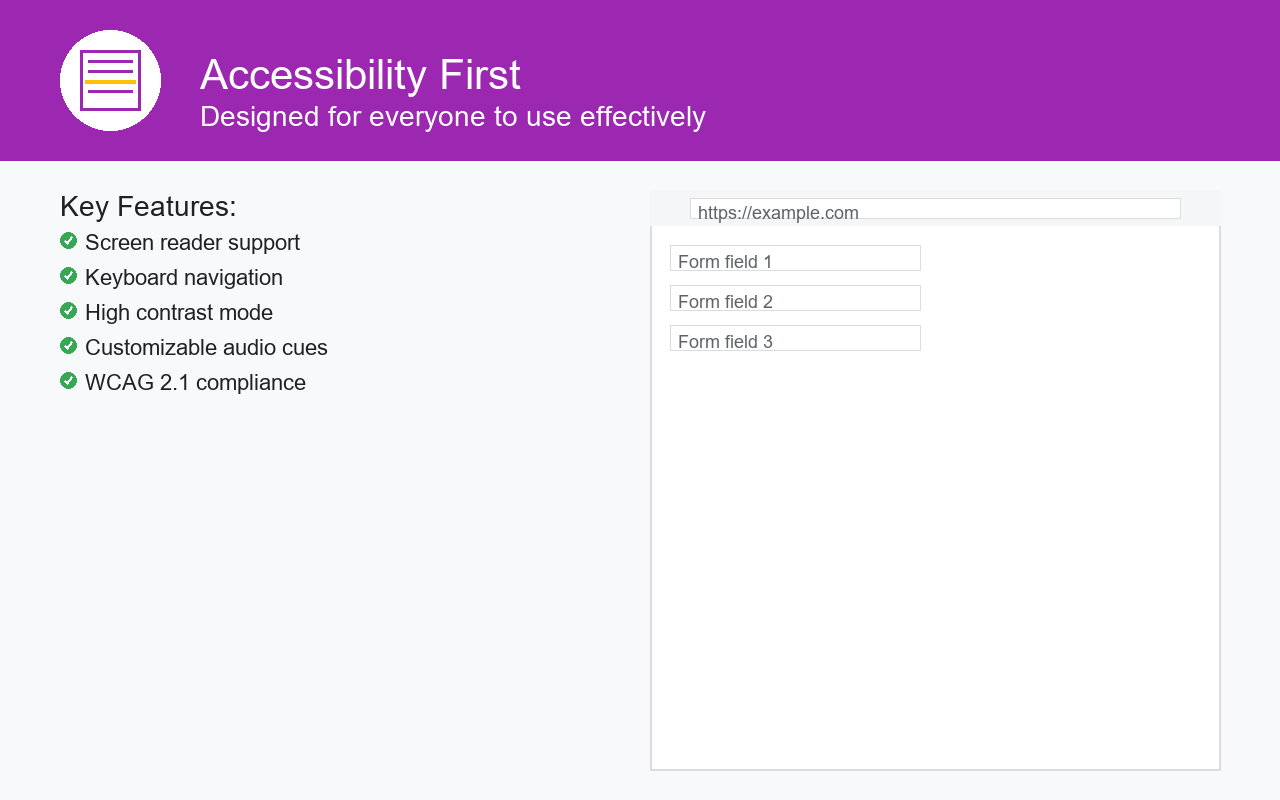 Accessibility First
Designed for everyone to use effectively
Key Features:
Screen reader support
Keyboard navigation
High contrast mode
Customizable audio cues
WCAG 2.1 compliance
https://example.com
Form field 1
Form field 2
Form field 3